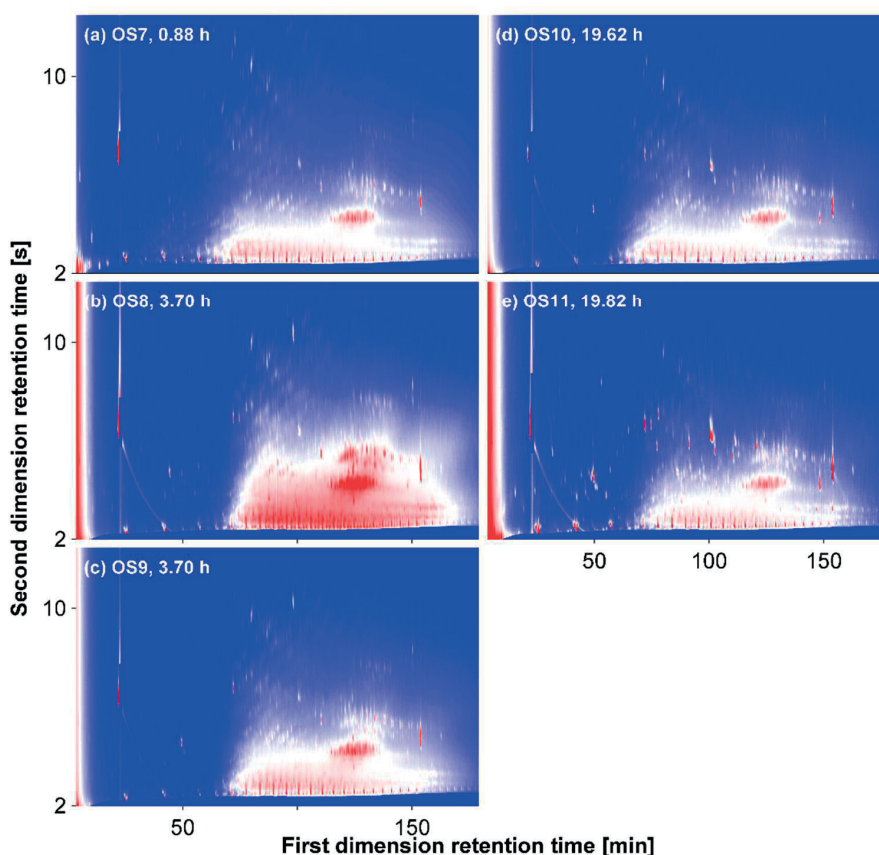 (a) OS7, 0.88 h
(d) OS10, 19.62 h
10
2
(b) OS8, 3.70 h
(e) OS11, 19.82 h
10
2
50
100
150
(c) OS9, 3.70 h
10
2
50
150
Second dimension retention time [s]
First dimension retention time [min]